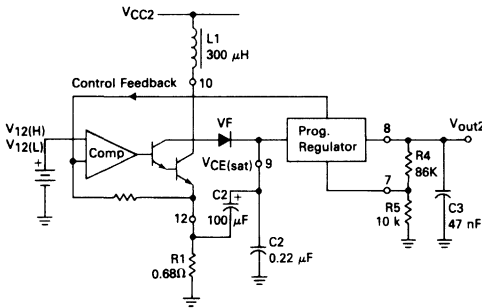 VCC2
L1
300 µH
Control Feedback
10
V12(H)
V12(L)
+
Comp
VF
VCE(sat)
9
Prog.
Regulator
8
Vout2
R4
86K
7
R5
10 k
C3
47 nF
C2
+
100 µF
12
R1
0.68Ω
C2
0.22 µF